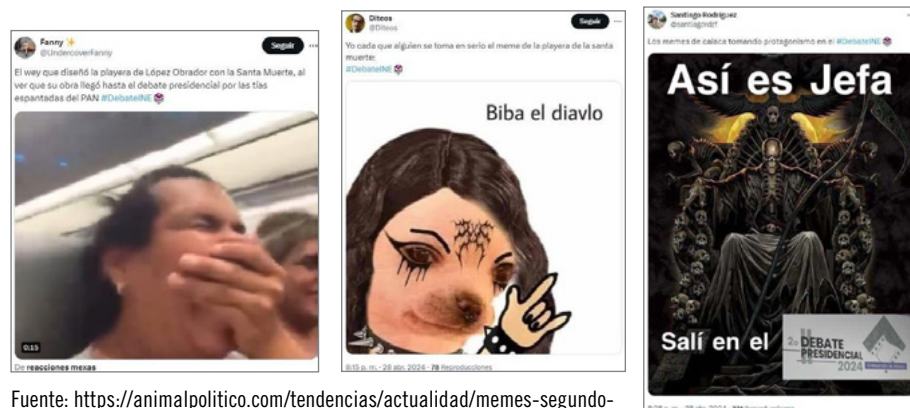 Fanny
@UndercoverFanny
Seguir
El wey que diseñó la playera de López Obrador con la Santa Muerte, al
ver que su obra llegó hasta el debate presidencial por las tías
espantadas del PAN #DebateINE
0:15
De reacciones mexas
Diteos
@Diteos
Seguir
Yo cada que alguien se toma en serio el meme de la playera de la santa
muerte:
#DebateINE
Biba el diavlo
8:15 p. m. · 28 abr. 2024 · 78 Reproducciones
Santiago Rodríguez
@santiagordzf
Los memes de calaca tomando protagonismo en el #DebateINE
Así es Jefa
Salí en el
2o DEBATE
PRESIDENCIAL
2024
Fuente: https://animalpolitico.com/tendencias/actualidad/memes-segundo-